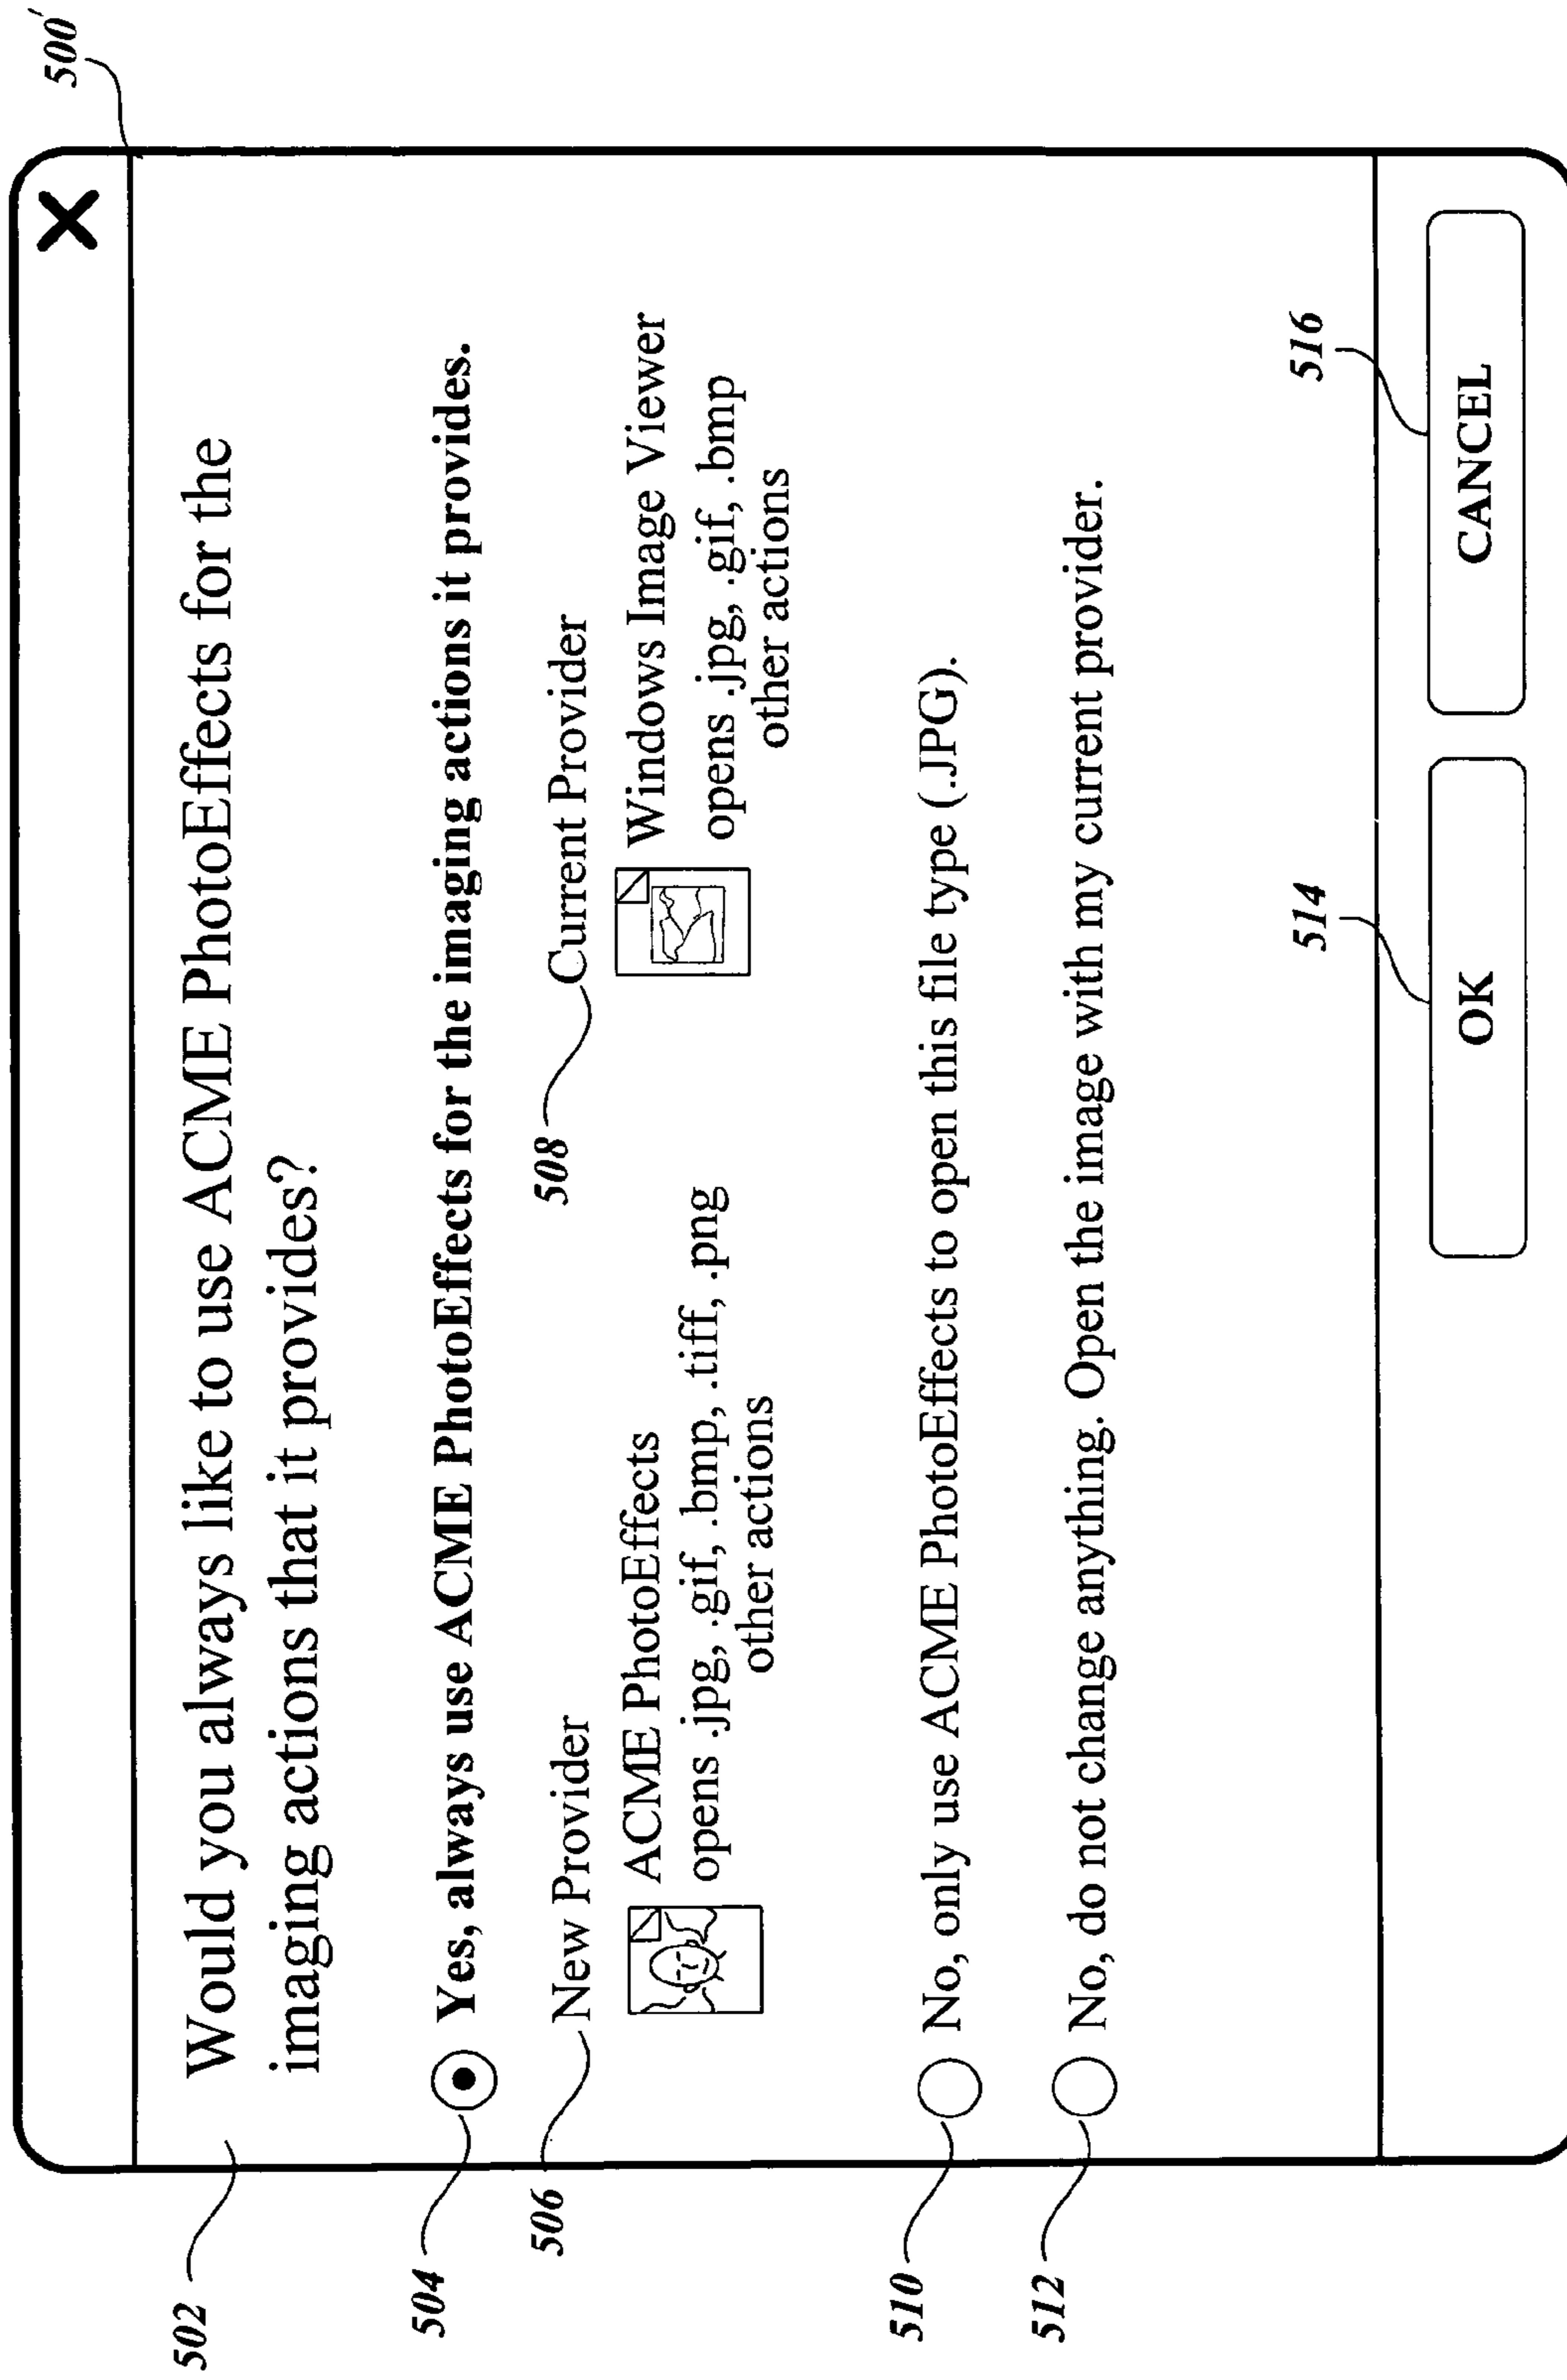 500'
502
Would you always like to use ACME PhotoEffects for the
imaging actions that it provides?
504
Yes, always use ACME PhotoEffects for the imaging actions it provides.
506
New Provider
ACME PhotoEffects
opens .jpg, .gif, .bmp, .tiff, .png
other actions
508
Current Provider
Windows Image Viewer
opens .jpg, .gif, .bmp
other actions
510
No, only use ACME PhotoEffects to open this file type (.JPG).
512
No, do not change anything. Open the image with my current provider.
514
OK
516
CANCEL